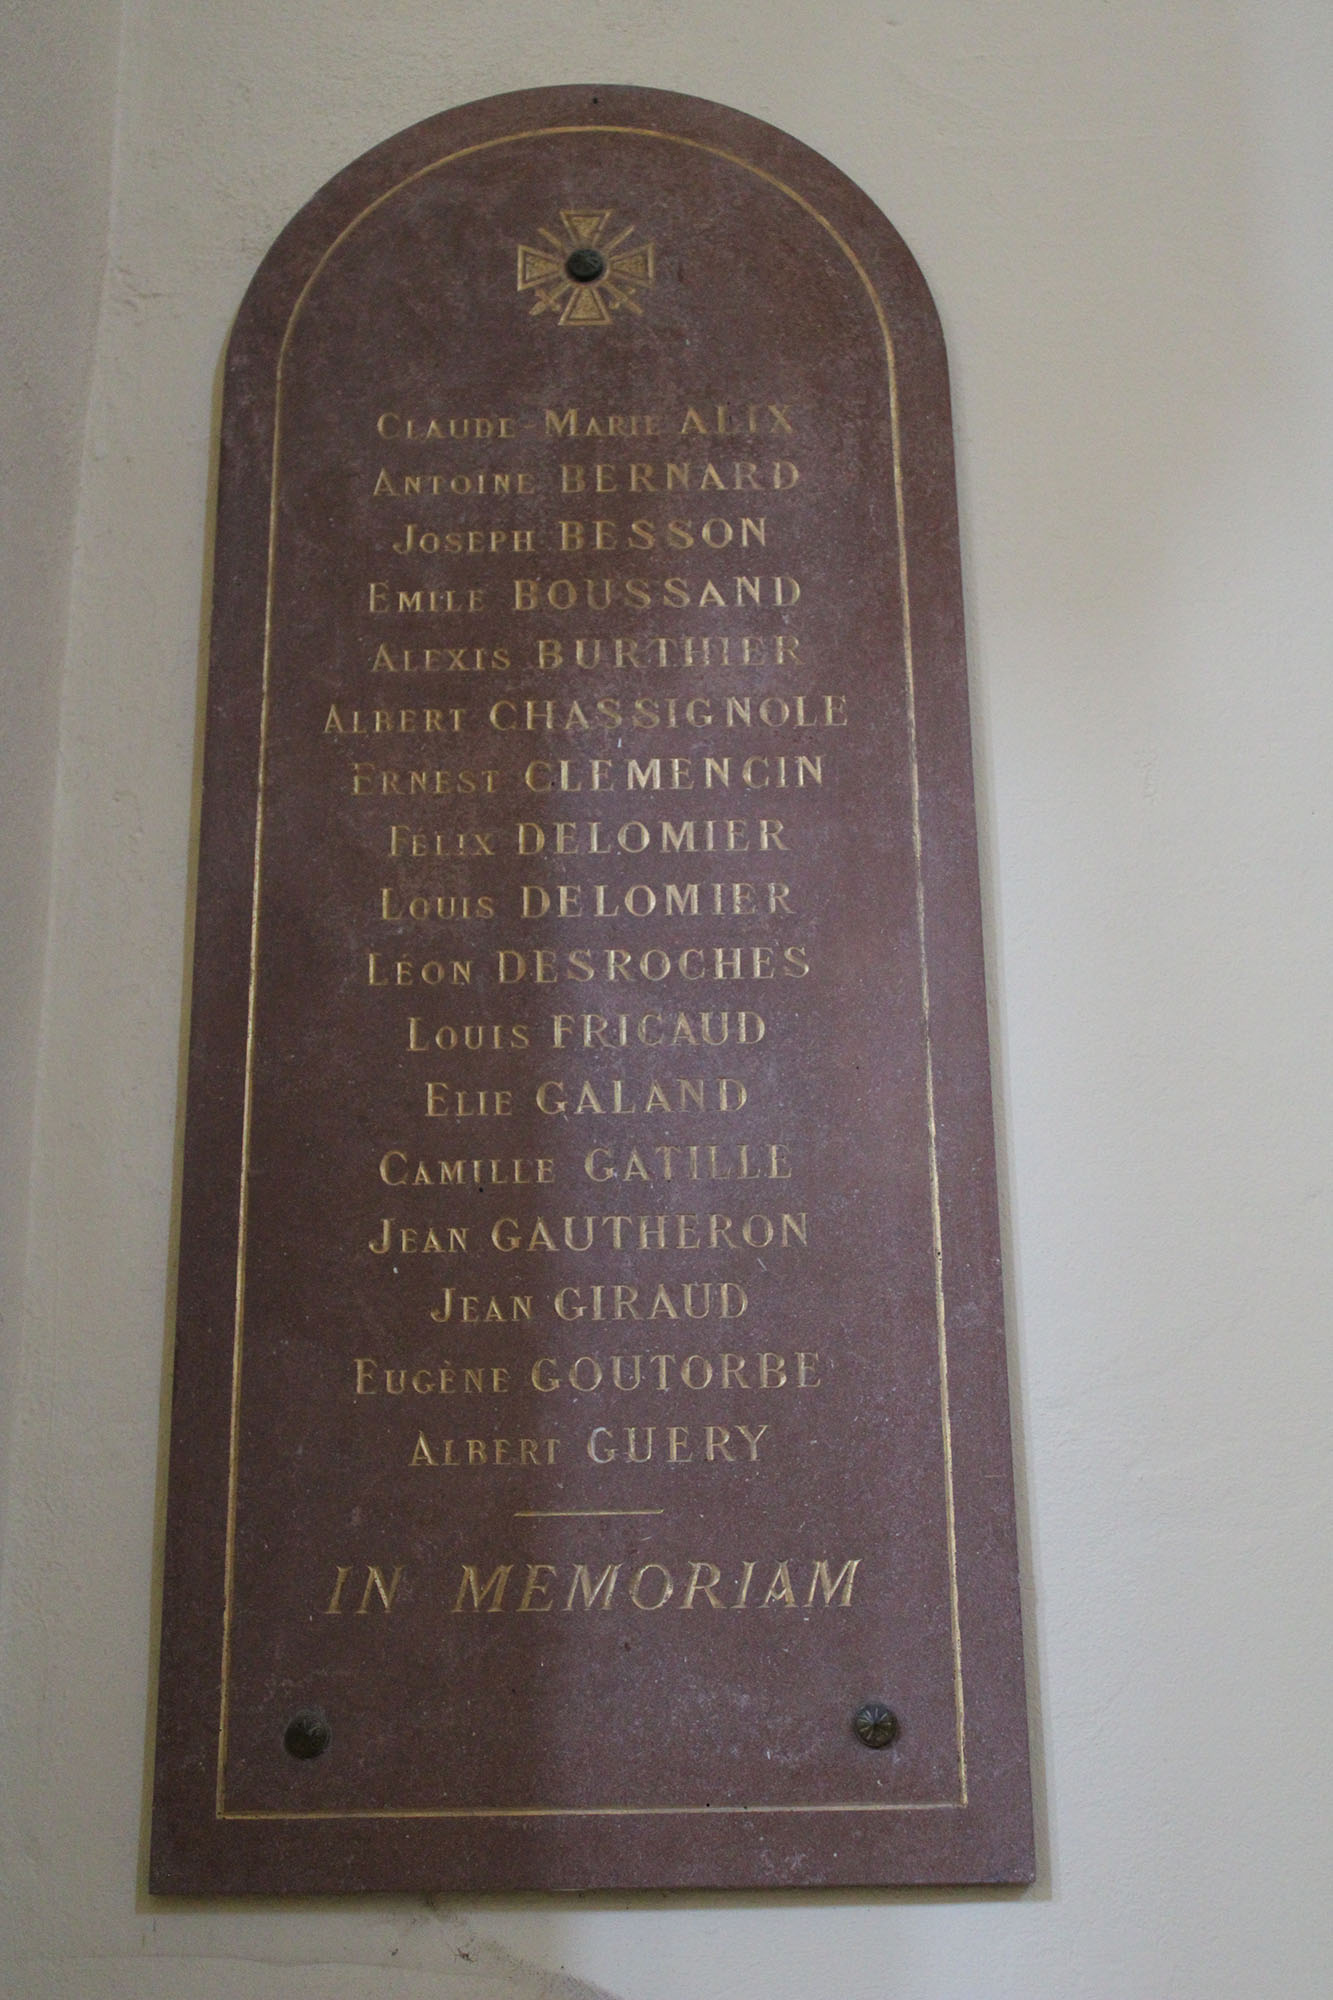 CLAUDE-MARIE ALIX
ANTOINE BERNARD
JOSEPH BESSON
EMILE BOUSSAND
ALEXIS BURTHIER
ALBERT CHASSIGNOLE
ERNEST CLÉMENCIN
FÉLIX DELOMIER
LOUIS DELOMIER
LÉON DESROCHES
LOUIS FRICAUD
ELIE GALAND
CAMILLE GATILLE
JEAN GAUTHERON
JEAN GIRAUD
EUGÈNE GOUTORBE
ALBERT GUERY
IN MEMORIAM